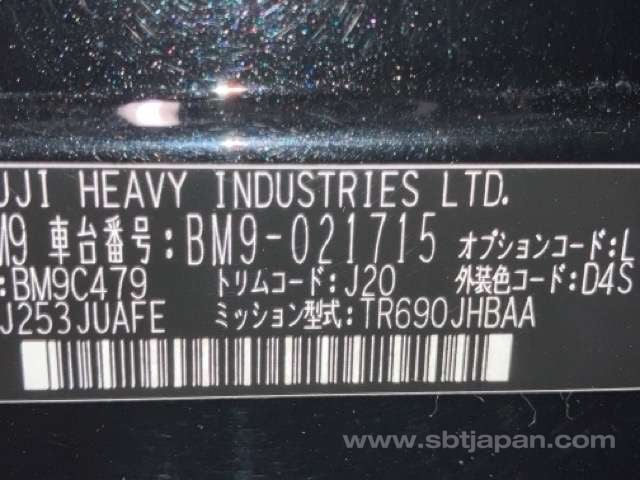 UJI HEAVY INDUSTRIES LTD.
M9 車台番号:BM9-021715 オプションコード:L
:BM9C479 トリムコード:J20 外装色コード:D4S
J253JUAFE ミッション型式:TR690JHBAA
www.sbtjapan.com